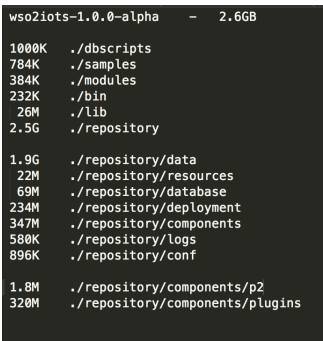 wso2iots-1.0.0-alpha - 2.6GB
1000K ./dbscripts
784K ./samples
384K ./modules
232K ./bin
26M ./lib
2.5G ./repository
1.9G ./repository/data
22M ./repository/resources
69M ./repository/database
234M ./repository/deployment
347M ./repository/components
580K ./repository/logs
896K ./repository/conf
1.8M ./repository/components/p2
320M ./repository/components/plugins